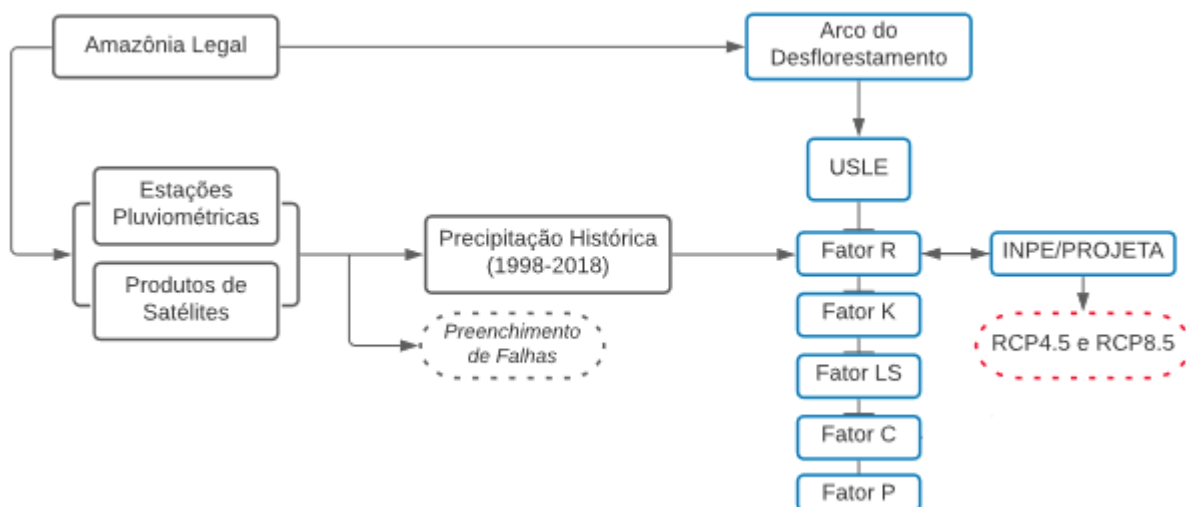 Amazônia Legal
Arco do
Desflorestamento
USLE
Estações
Pluviométricas
Produtos de
Satélites
Precipitação Histórica
(1998-2018)
Preenchimento
de Falhas
Fator R
INPE/PROJETA
RCP4.5 e RCP8.5
Fator K
Fator LS
Fator C
Fator P